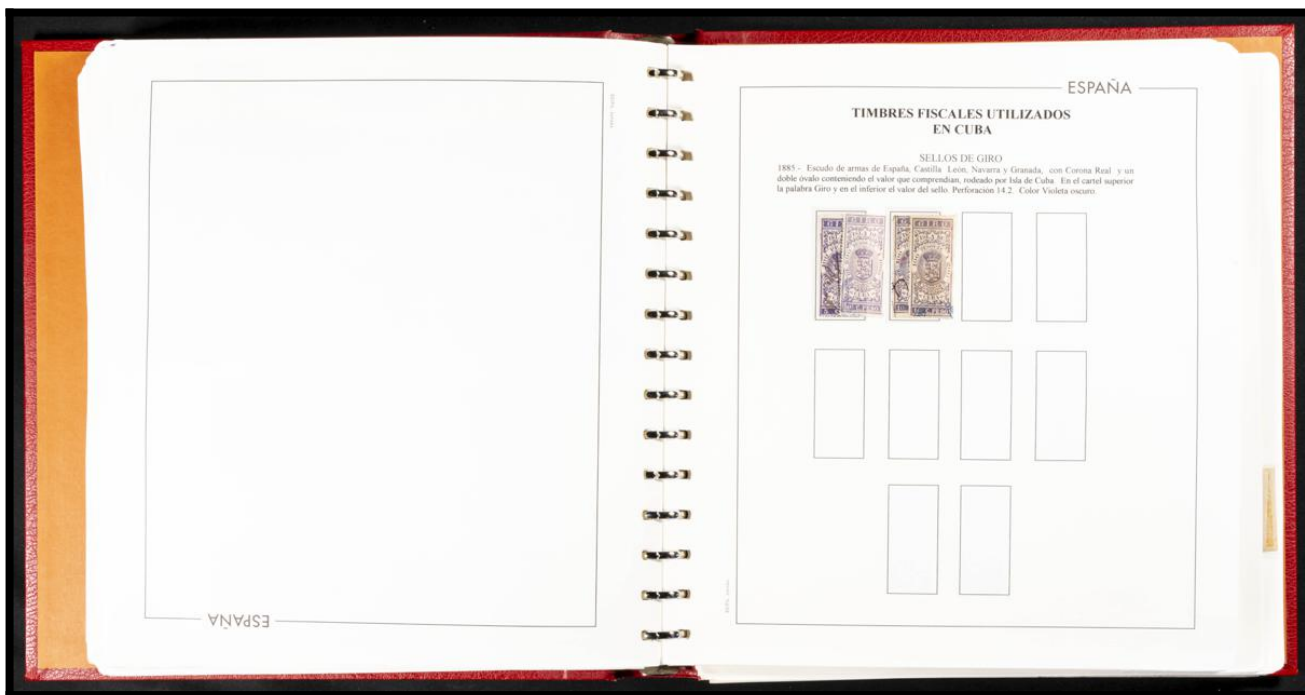 ESPAÑA
ESPAÑA
TIMBRES FISCALES UTILIZADOS
EN CUBA
SELLOS DE GIRO
1885 - Escudo de armas de España, Castilla León, Navarra y Granada, con Corona Real y un
doble óvalo conteniendo el valor que comprendían, rodeado por Isla de Cuba. En el cartel superior
la palabra Giro y en el inferior el valor del sello. Perforación 14.2. Color Violeta oscuro.
GIRO